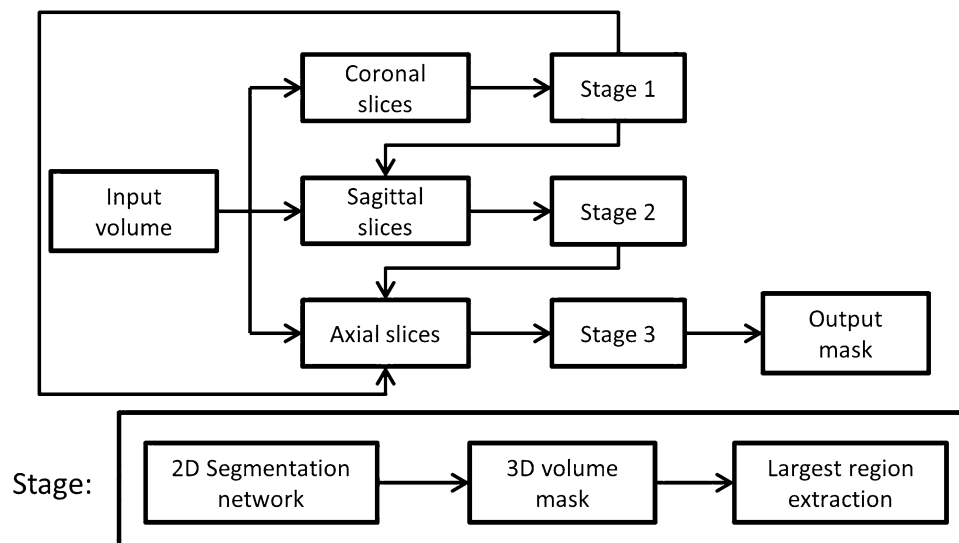 Coronal
slices
Stage 1
Input
volume
Sagittal
slices
Stage 2
Axial slices
Stage 3
Output
mask
Stage:
2D Segmentation
network
3D volume
mask
Largest region
extraction